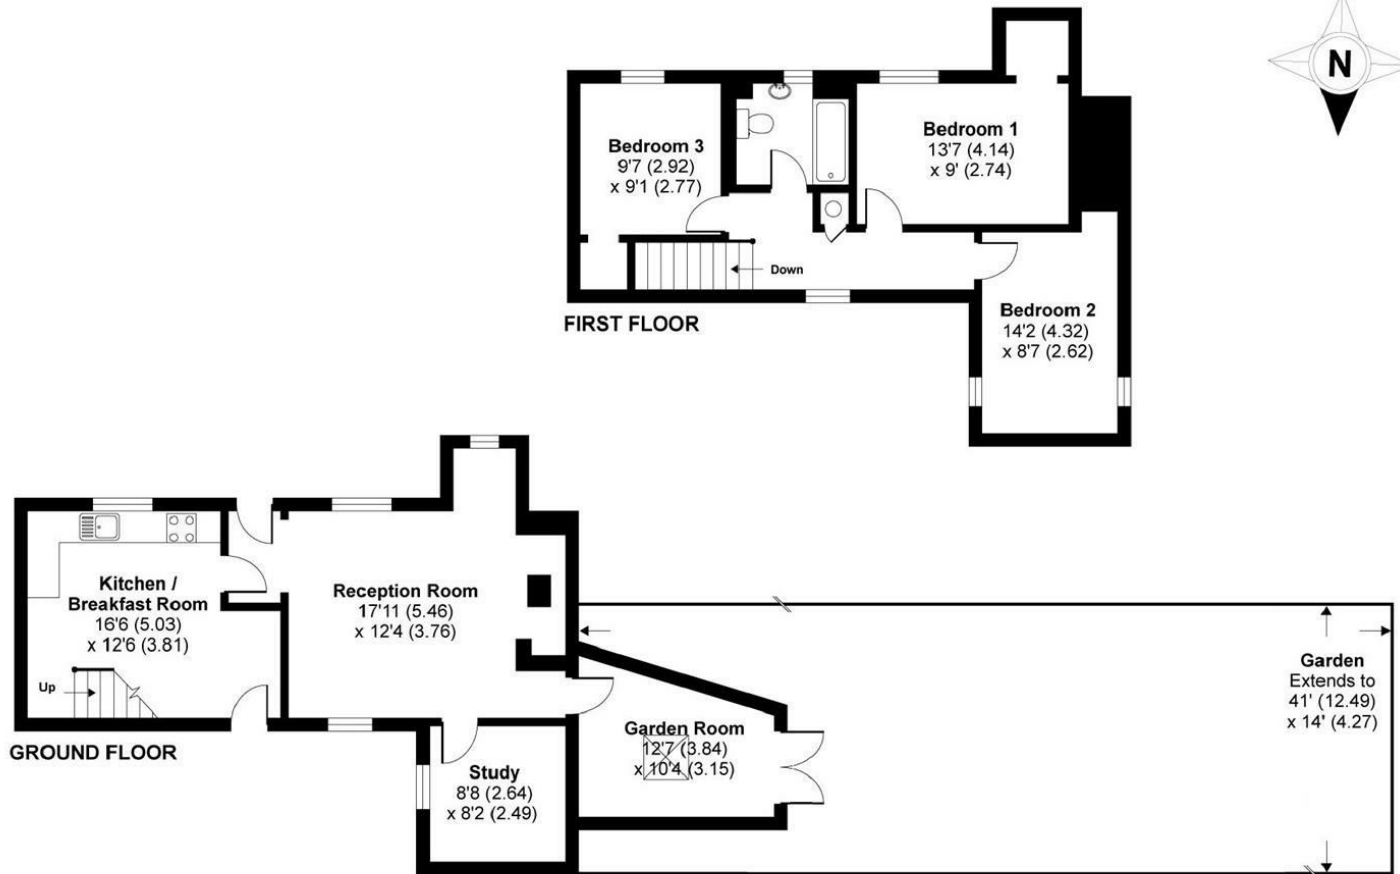 N
Bedroom 3
9'7 (2.92)
x 9'1 (2.77)
Bedroom 1
13'7 (4.14)
x 9' (2.74)
Down
Bedroom 2
14'2 (4.32)
x 8'7 (2.62)
FIRST FLOOR
Kitchen /
Breakfast Room
16'6 (5.03)
x 12'6 (3.81)
Up
Reception Room
17'11 (5.46)
x 12'4 (3.76)
Garden
Extends to
41' (12.49)
x 14' (4.27)
Garden Room
12'7 (3.84)
x 10'4 (3.15)
GROUND FLOOR
Study
8'8 (2.64)
x 8'2 (2.49)